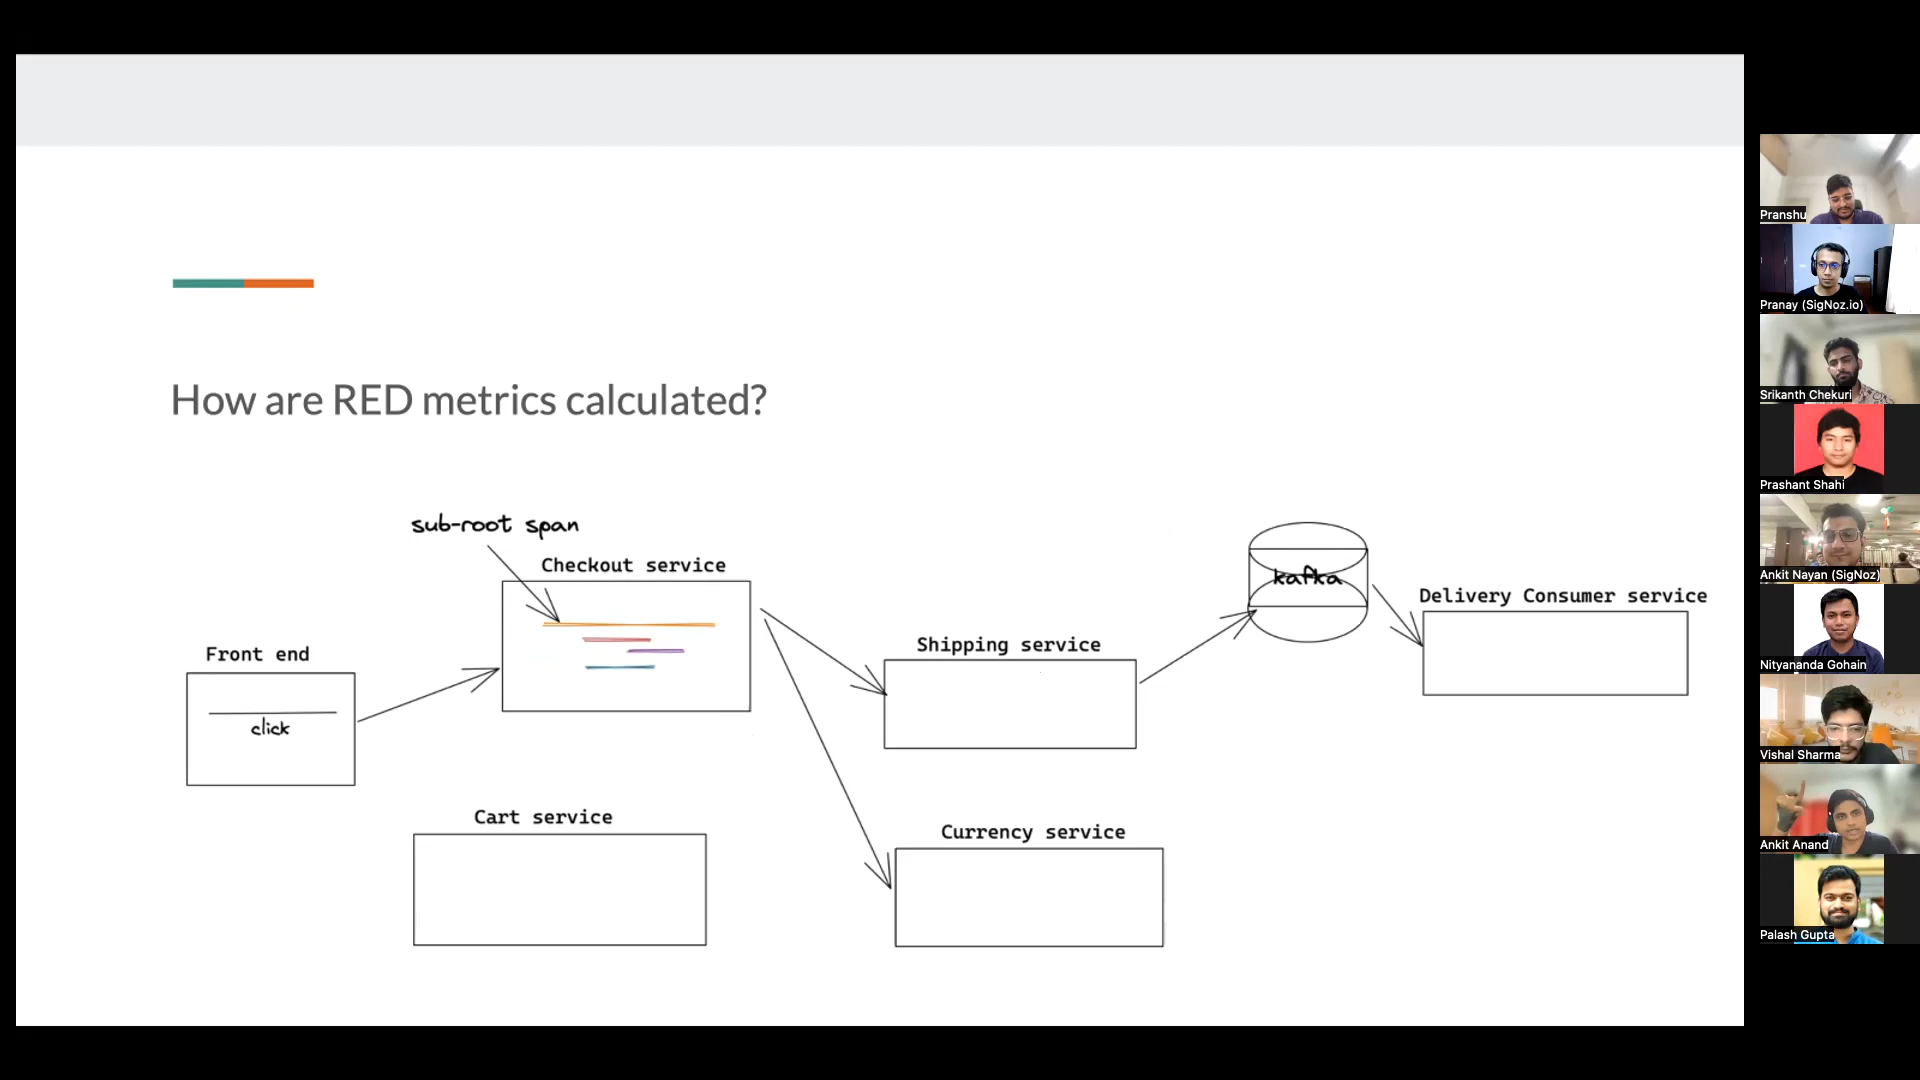 How are RED metrics calculated?
sub-root span
Checkout service
Front end
click
Cart service
Shipping service
Currency service
kafka
Delivery Consumer service
Pranshu
Pranay (SigNoz.io)
Srikanth Chekuri
Prashant Shahi
Ankit Nayan (SigNoz)
Nityananda Gohain
Vishal Sharma
Ankit Anand
Palash Gupta